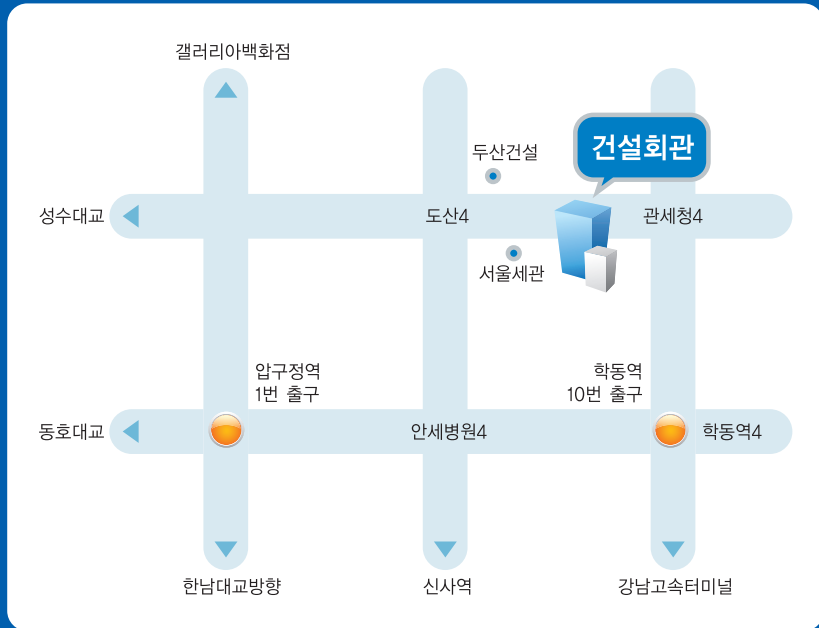 갤러리아백화점
두산건설
건설회관
성수대교
도산4
관세청4
서울세관
압구정역
1번 출구
학동역
10번 출구
동호대교
안세병원4
학동역4
한남대교방향
신사역
강남고속터미널